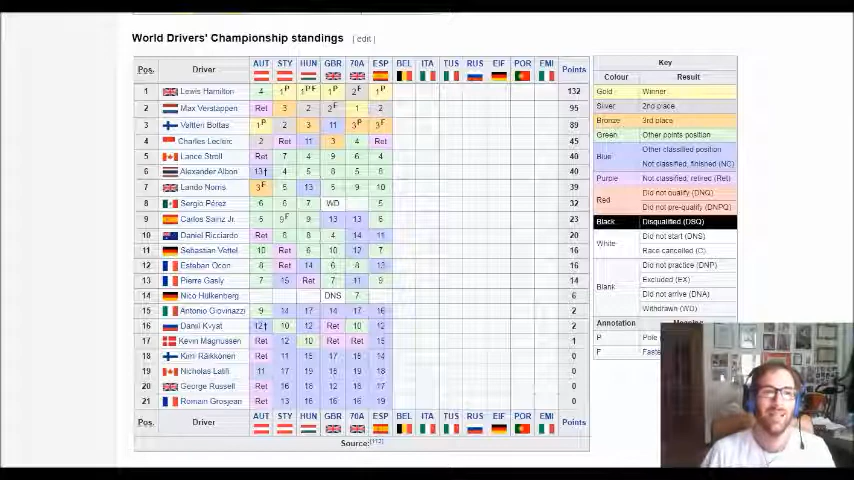 World Drivers' Championship standings [ edit ]
Pos. Driver AUT STY HUN GBR 70A ESP BEL ITA TUS RUS EIF POR EMI Points
1 Lewis Hamilton 4 1P 1P F 1P 2F 1P 132
2 Max Verstappen Ret 3 2 2F 1 2 95
3 Valtteri Bottas 1P 2 3 11 3P 3F 89
4 Charles Leclerc 2 Ret 11 3 4 Ret 45
5 Lance Stroll Ret 7 4 9 6 4 40
6 Alexander Albon 13† 4 5 8 5 8 40
7 Lando Norris 3F 5 13 5 9 10 39
8 Sergio Pérez 6 6 7 WD 5 32
9 Carlos Sainz Jr. 5 9F 9 13 13 6 23
10 Daniel Ricciardo Ret 8 8 4 14 11 20
11 Sebastian Vettel 10 Ret 6 10 12 7 16
12 Esteban Ocon 8 Ret 14 6 8 13 16
13 Pierre Gasly 7 15 Ret 7 11 9 14
14 Nico Hülkenberg DNS 7 6
15 Antonio Giovinazzi 9 14 17 14 17 16 2
16 Daniil Kvyat 12† 10 12 Ret 10 12 2
17 Kevin Magnussen Ret 12 10 Ret Ret 15 1
18 Kimi Räikkönen Ret 11 15 17 15 14 0
19 Nicholas Latifi 11 17 19 15 19 18 0
20 George Russell Ret 16 18 12 18 17 0
21 Romain Grosjean Ret 13 16 16 16 19 0
Pos. Driver AUT STY HUN GBR 70A ESP BEL ITA TUS RUS EIF POR EMI Points
Source:[112]
Key
Colour Result
Gold Winner
Silver 2nd place
Bronze 3rd place
Green Other points position
Blue Other classified position
Not classified, finished (NC)
Purple Not classified, retired (Ret)
Red Did not qualify (DNQ)
Did not pre-qualify (DNPQ)
Black Disqualified (DSQ)
White Did not start (DNS)
Race cancelled (C)
Blank Did not practice (DNP)
Excluded (EX)
Did not arrive (DNA)
Withdrawn (WD)
Annotation Meaning
P Pole
F Faste